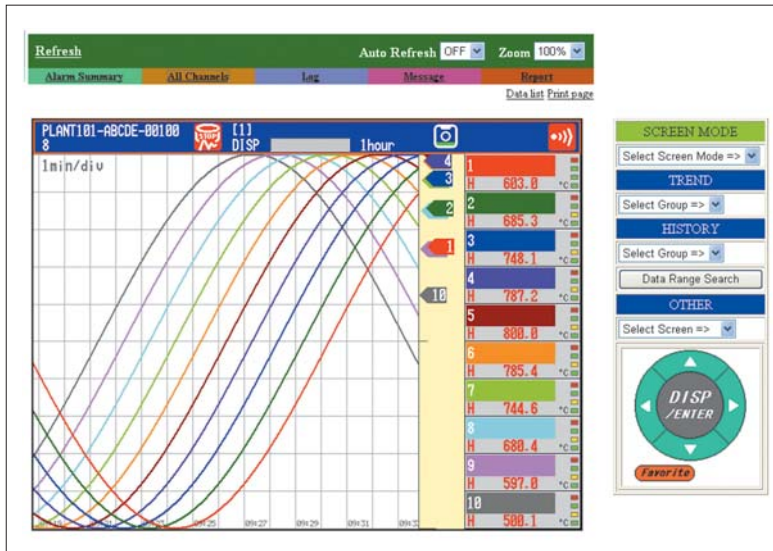 Refresh
Auto Refresh OFF Zoom 100%
Alarm Summary All Channels Log Message Report
Data list Print page
PLANT101-ABCDE-00100
8
STOP
[1]
DISP 1hour
1min/div
09:25 09:27 09:29 09:31
4
3
2
1
10
1
H 603.0 °C
2
H 685.3 °C
3
H 748.1 °C
4
H 787.2 °C
5
H 800.0 °C
6
H 785.4 °C
7
H 744.6 °C
8
H 680.4 °C
9
H 597.0 °C
10
H 500.1 °C
SCREEN MODE
Select Screen Mode =>
TREND
Select Group =>
HISTORY
Select Group =>
Data Range Search
OTHER
Select Screen =>
DISP
/ENTER
Favorite